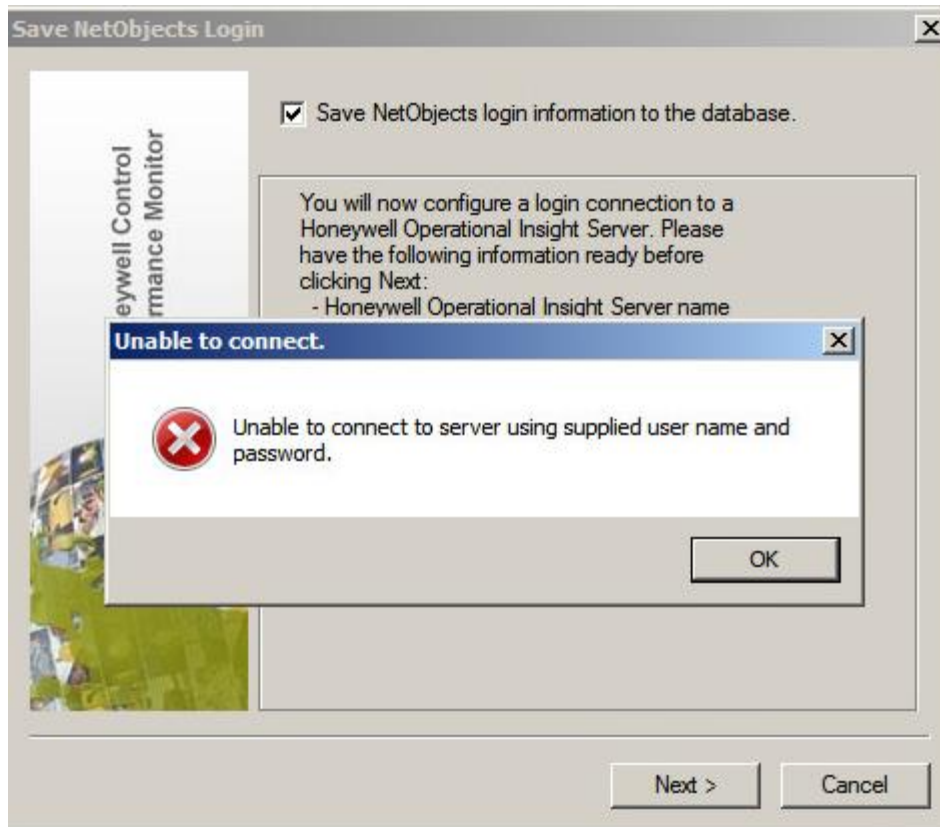 Save NetObjects Login
Save NetObjects login information to the database.
eywell Control
rmance Monitor
You will now configure a login connection to a
Honeywell Operational Insight Server. Please
have the following information ready before
clicking Next:
- Honeywell Operational Insight Server name
Unable to connect.
Unable to connect to server using supplied user name and
password.
OK
Next >
Cancel